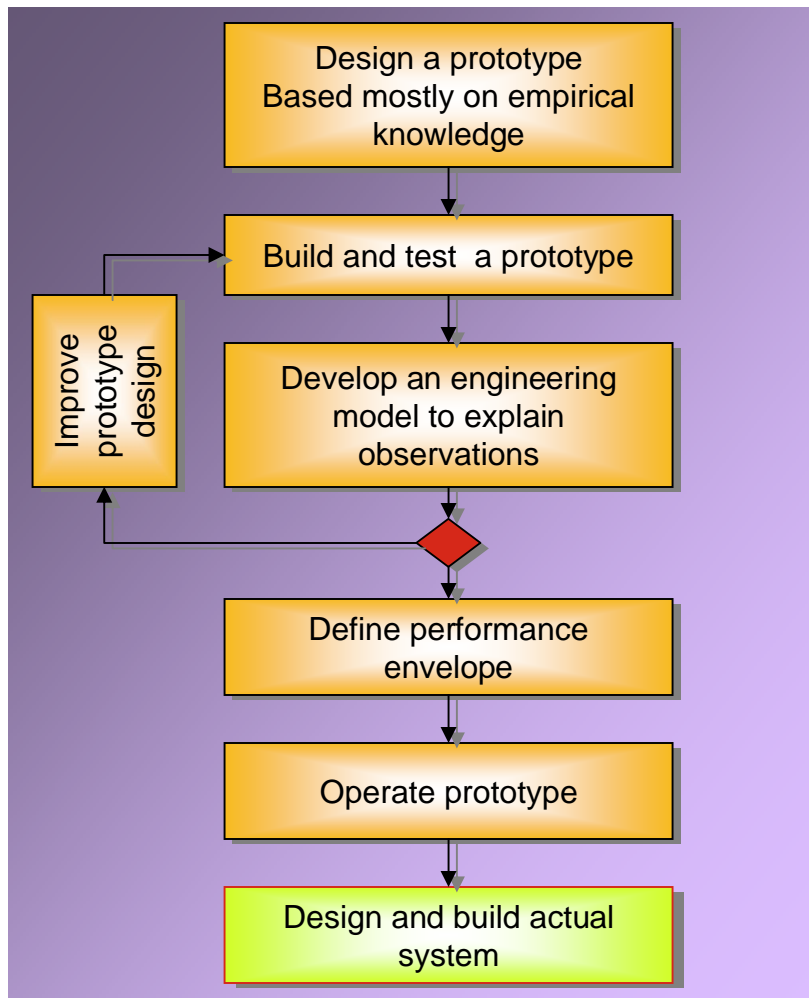 Design a prototype
Based mostly on empirical
knowledge
Build and test  a prototype
Improve
prototype
design
Develop an engineering
model to explain
observations
Define performance
envelope
Operate prototype
Design and build actual
system